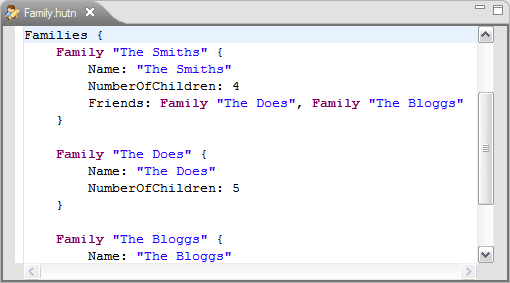 Family.hutn
Families {
    Family "The Smiths" {
        Name: "The Smiths"
        NumberOfChildren: 4
        Friends: Family "The Does", Family "The Bloggs"
    }

    Family "The Does" {
        Name: "The Does"
        NumberOfChildren: 5
    }

    Family "The Bloggs" {
        Name: "The Bloggs"